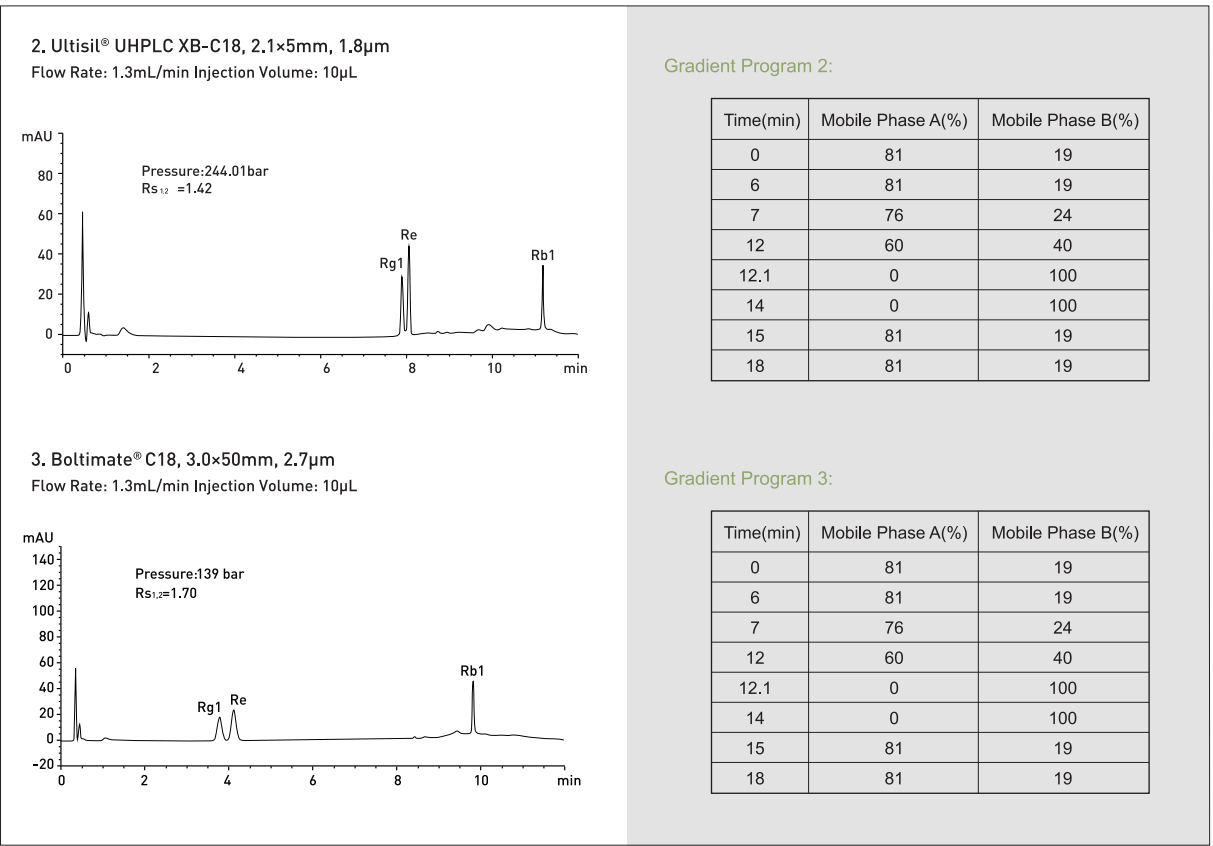 2. Ultisil® UHPLC XB-C18, 2.1×5mm, 1.8μm
Flow Rate: 1.3mL/min Injection Volume: 10μL
mAU
80
60
40
20
0
Pressure:244.01bar
Rs 1.2 =1.42
Rg1
Re
Rb1
0 2 4 6 8 10 min
Gradient Program 2:
Time(min) Mobile Phase A(%) Mobile Phase B(%)
0 81 19
6 81 19
7 76 24
12 60 40
12.1 0 100
14 0 100
15 81 19
18 81 19
3. Boltimate® C18, 3.0×50mm, 2.7μm
Flow Rate: 1.3mL/min Injection Volume: 10μL
mAU
140
120
100
80
60
40
20
0
-20
Pressure:139 bar
Rs1,2=1.70
Rg1
Re
Rb1
0 2 4 6 8 10 min
Gradient Program 3:
Time(min) Mobile Phase A(%) Mobile Phase B(%)
0 81 19
6 81 19
7 76 24
12 60 40
12.1 0 100
14 0 100
15 81 19
18 81 19